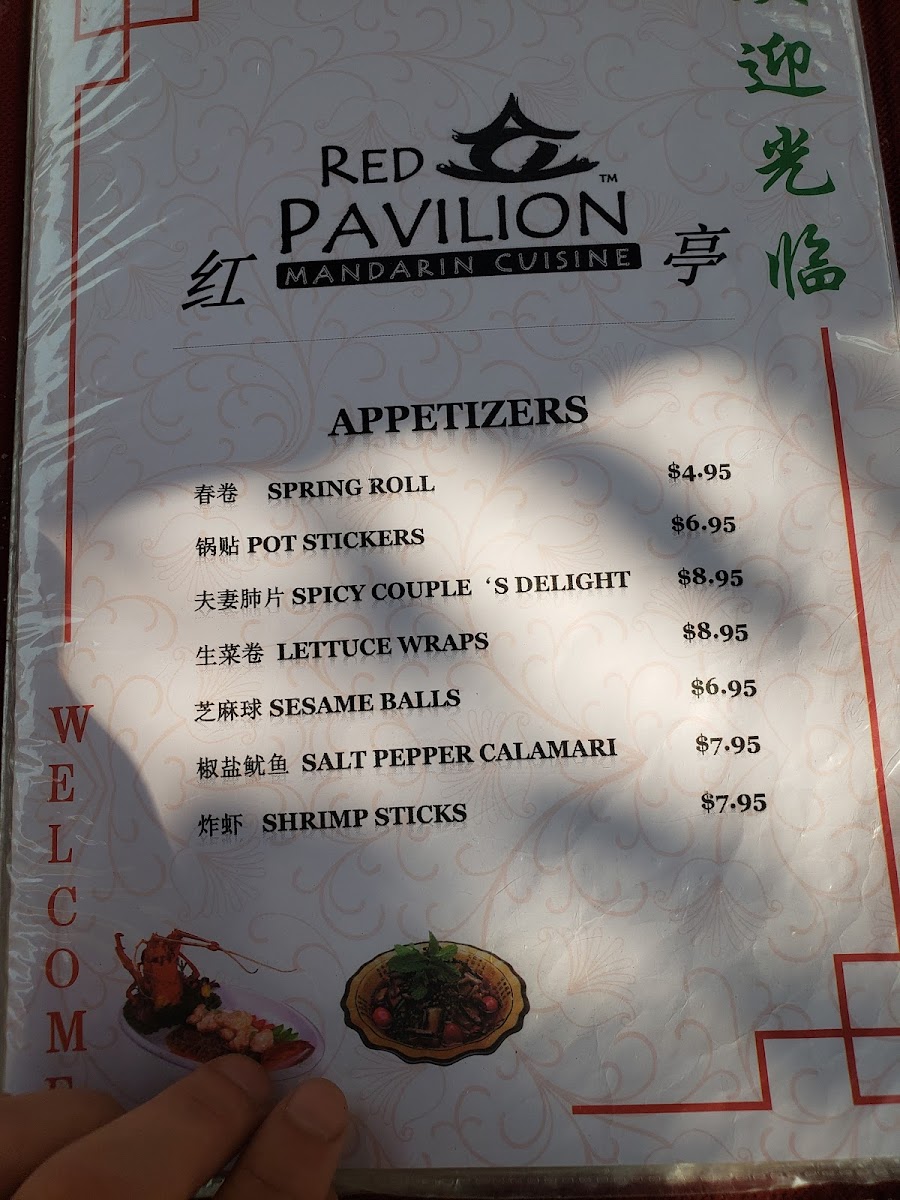 迎光临
RED
PAVILION™
MANDARIN CUISINE
红 亭
APPETIZERS
春卷 SPRING ROLL $4.95
锅贴 POT STICKERS $6.95
夫妻肺片 SPICY COUPLE ‘S DELIGHT $8.95
生菜卷 LETTUCE WRAPS $8.95
芝麻球 SESAME BALLS $6.95
椒盐鱿鱼 SALT PEPPER CALAMARI $7.95
炸虾 SHRIMP STICKS $7.95
WELCOME